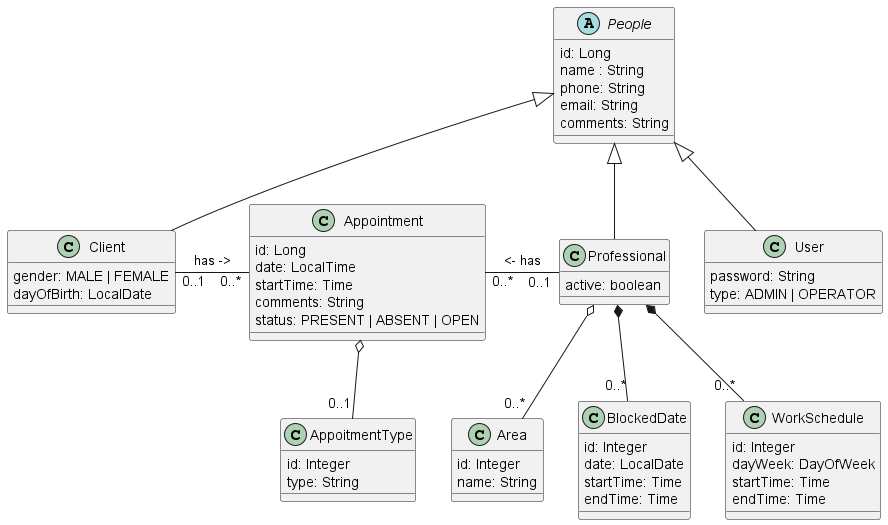 A People
id: Long
name : String
phone: String
email: String
comments: String
C Client
gender: MALE | FEMALE
dayOfBirth: LocalDate
has ->
0..1
0..*
C Appointment
id: Long
date: LocalTime
startTime: Time
comments: String
status: PRESENT | ABSENT | OPEN
<- has
0..*
0..1
C Professional
active: boolean
C User
password: String
type: ADMIN | OPERATOR
0..1
0..*
0..*
0..*
C AppoitmentType
id: Integer
type: String
C Area
id: Integer
name: String
C BlockedDate
id: Integer
date: LocalDate
startTime: Time
endTime: Time
C WorkSchedule
id: Integer
dayWeek: DayOfWeek
startTime: Time
endTime: Time